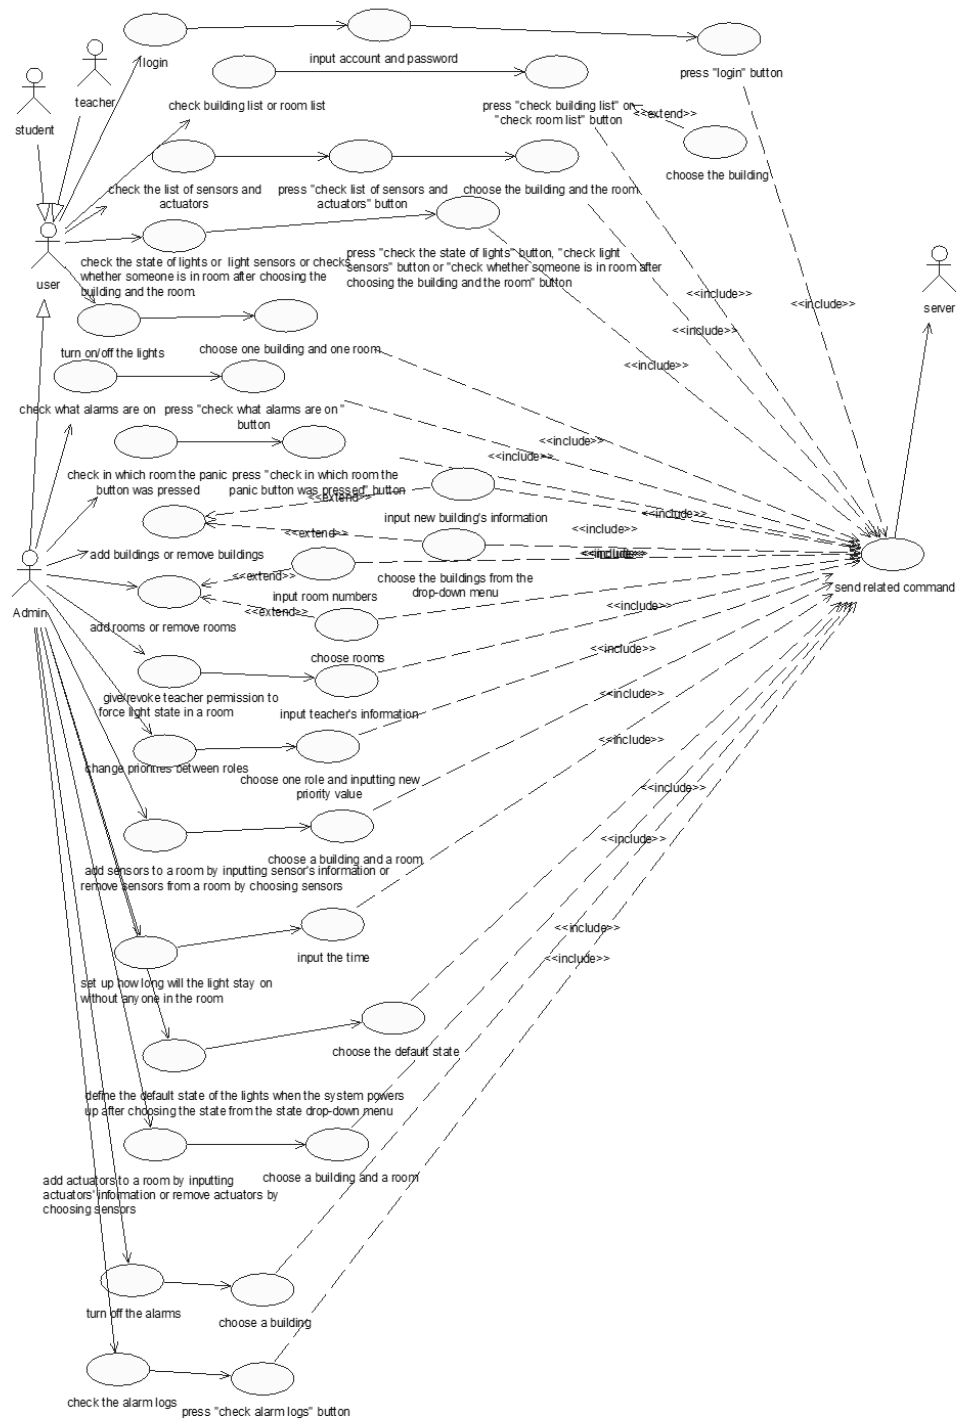 login
input account and password
press "login" button
teacher
student
check building list or room list
press "check building list" or
"check room list" button
<<extend>>
choose the building
check the list of sensors and
actuators
press "check list of sensors and
actuators" button
choose the building and the room
user
check the state of lights or light sensors or checks
whether someone is in room after choosing the
building and the room.
press "check the state of lights" button, "check light
sensors" button or "check whether someone is in room after
choosing the building and the room" button
<<include>>
<<include>>
server
<<include>>
turn on/off the lights
choose one building and one room
<<include>>
check what alarms are on
press "check what alarms are on "
button
<<include>>
<<include>>
check in which room the panic
button was pressed
press "check in which room the
panic button was pressed" button
<<extend>>
input new building's information
<<include>>
<<include>>
<<extend>>
add buildings or remove buildings
<<include>>
<<extend>>
choose the buildings from the
drop-down menu
send related command
input room numbers
<<extend>>
<<include>>
Admin
add rooms or remove rooms
choose rooms
<<include>>
give/revoke teacher permission to
force light state in a room
input teacher's information
<<include>>
<<include>>
change priorities between roles
choose one role and inputting new
priority value
<<include>>
<<include>>
choose a building and a room
add sensors to a room by inputting sensor's information or
remove sensors from a room by choosing sensors
<<include>>
input the time
<<include>>
set up how long will the light stay on
without anyone in the room
choose the default state
define the default state of the lights when the system powers
up after choosing the state from the state drop-down menu
add actuators to a room by inputting
actuators' information or remove actuators by
choosing sensors
choose a building and a room
turn off the alarms
choose a building
check the alarm logs
press "check alarm logs" button